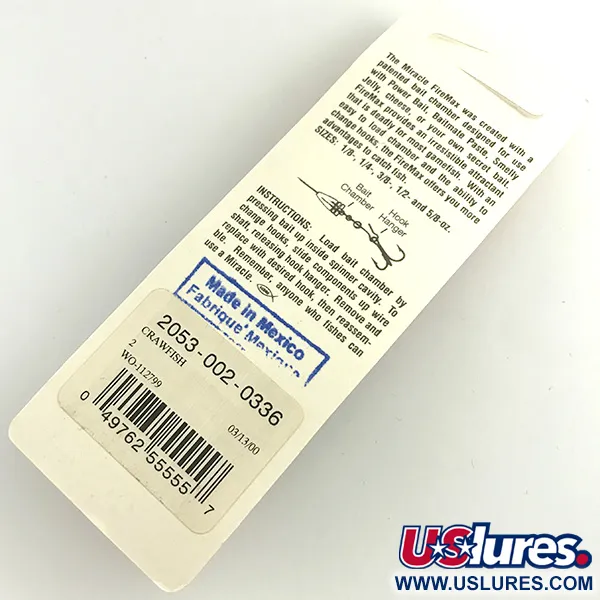 The Miracle FireMax was created with a
patented bait chamber designed for use
with Power Bait, Baitmate Paste, Smelly
Jelly, cheese, or your own secret bait.
FireMax provides an irresistible attractant
that is deadly for most gamefish. With an
easy to load chamber and the ability to
change hooks, the FireMax offers you more
advantages to catch fish.
SIZES: 1/8-, 1/4-, 3/8-, 1/2- and 5/8-oz.
Bait
Chamber
Hook
Hanger
INSTRUCTIONS: Load bait chamber by
pressing bait up inside spinner cavity. To
change hooks, slide components up wire
shaft, releasing hook hanger. Remove and
replace with desired hook, then reassem-
ble. Remember, anyone who fishes can
use a Miracle.
Made in Mexico
Fabriqué Mexique
2053-002-0336
CRAWFISH
2
WO-112799
03/13/00
0 49762 55555 7
USlures.
WWW.USLURES.COM